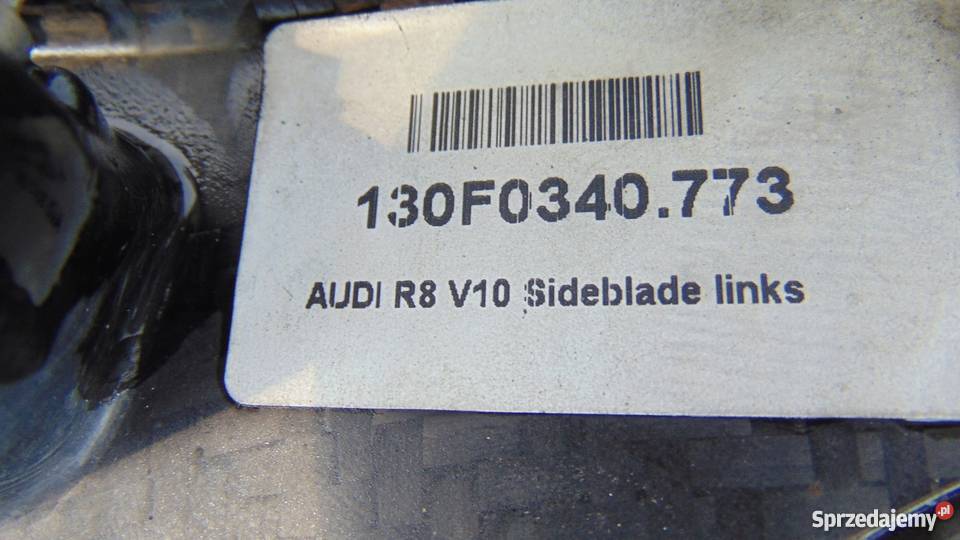 130F0340.773
AUDI R8 V10 Sideblade links
Sprzedajemy.pl